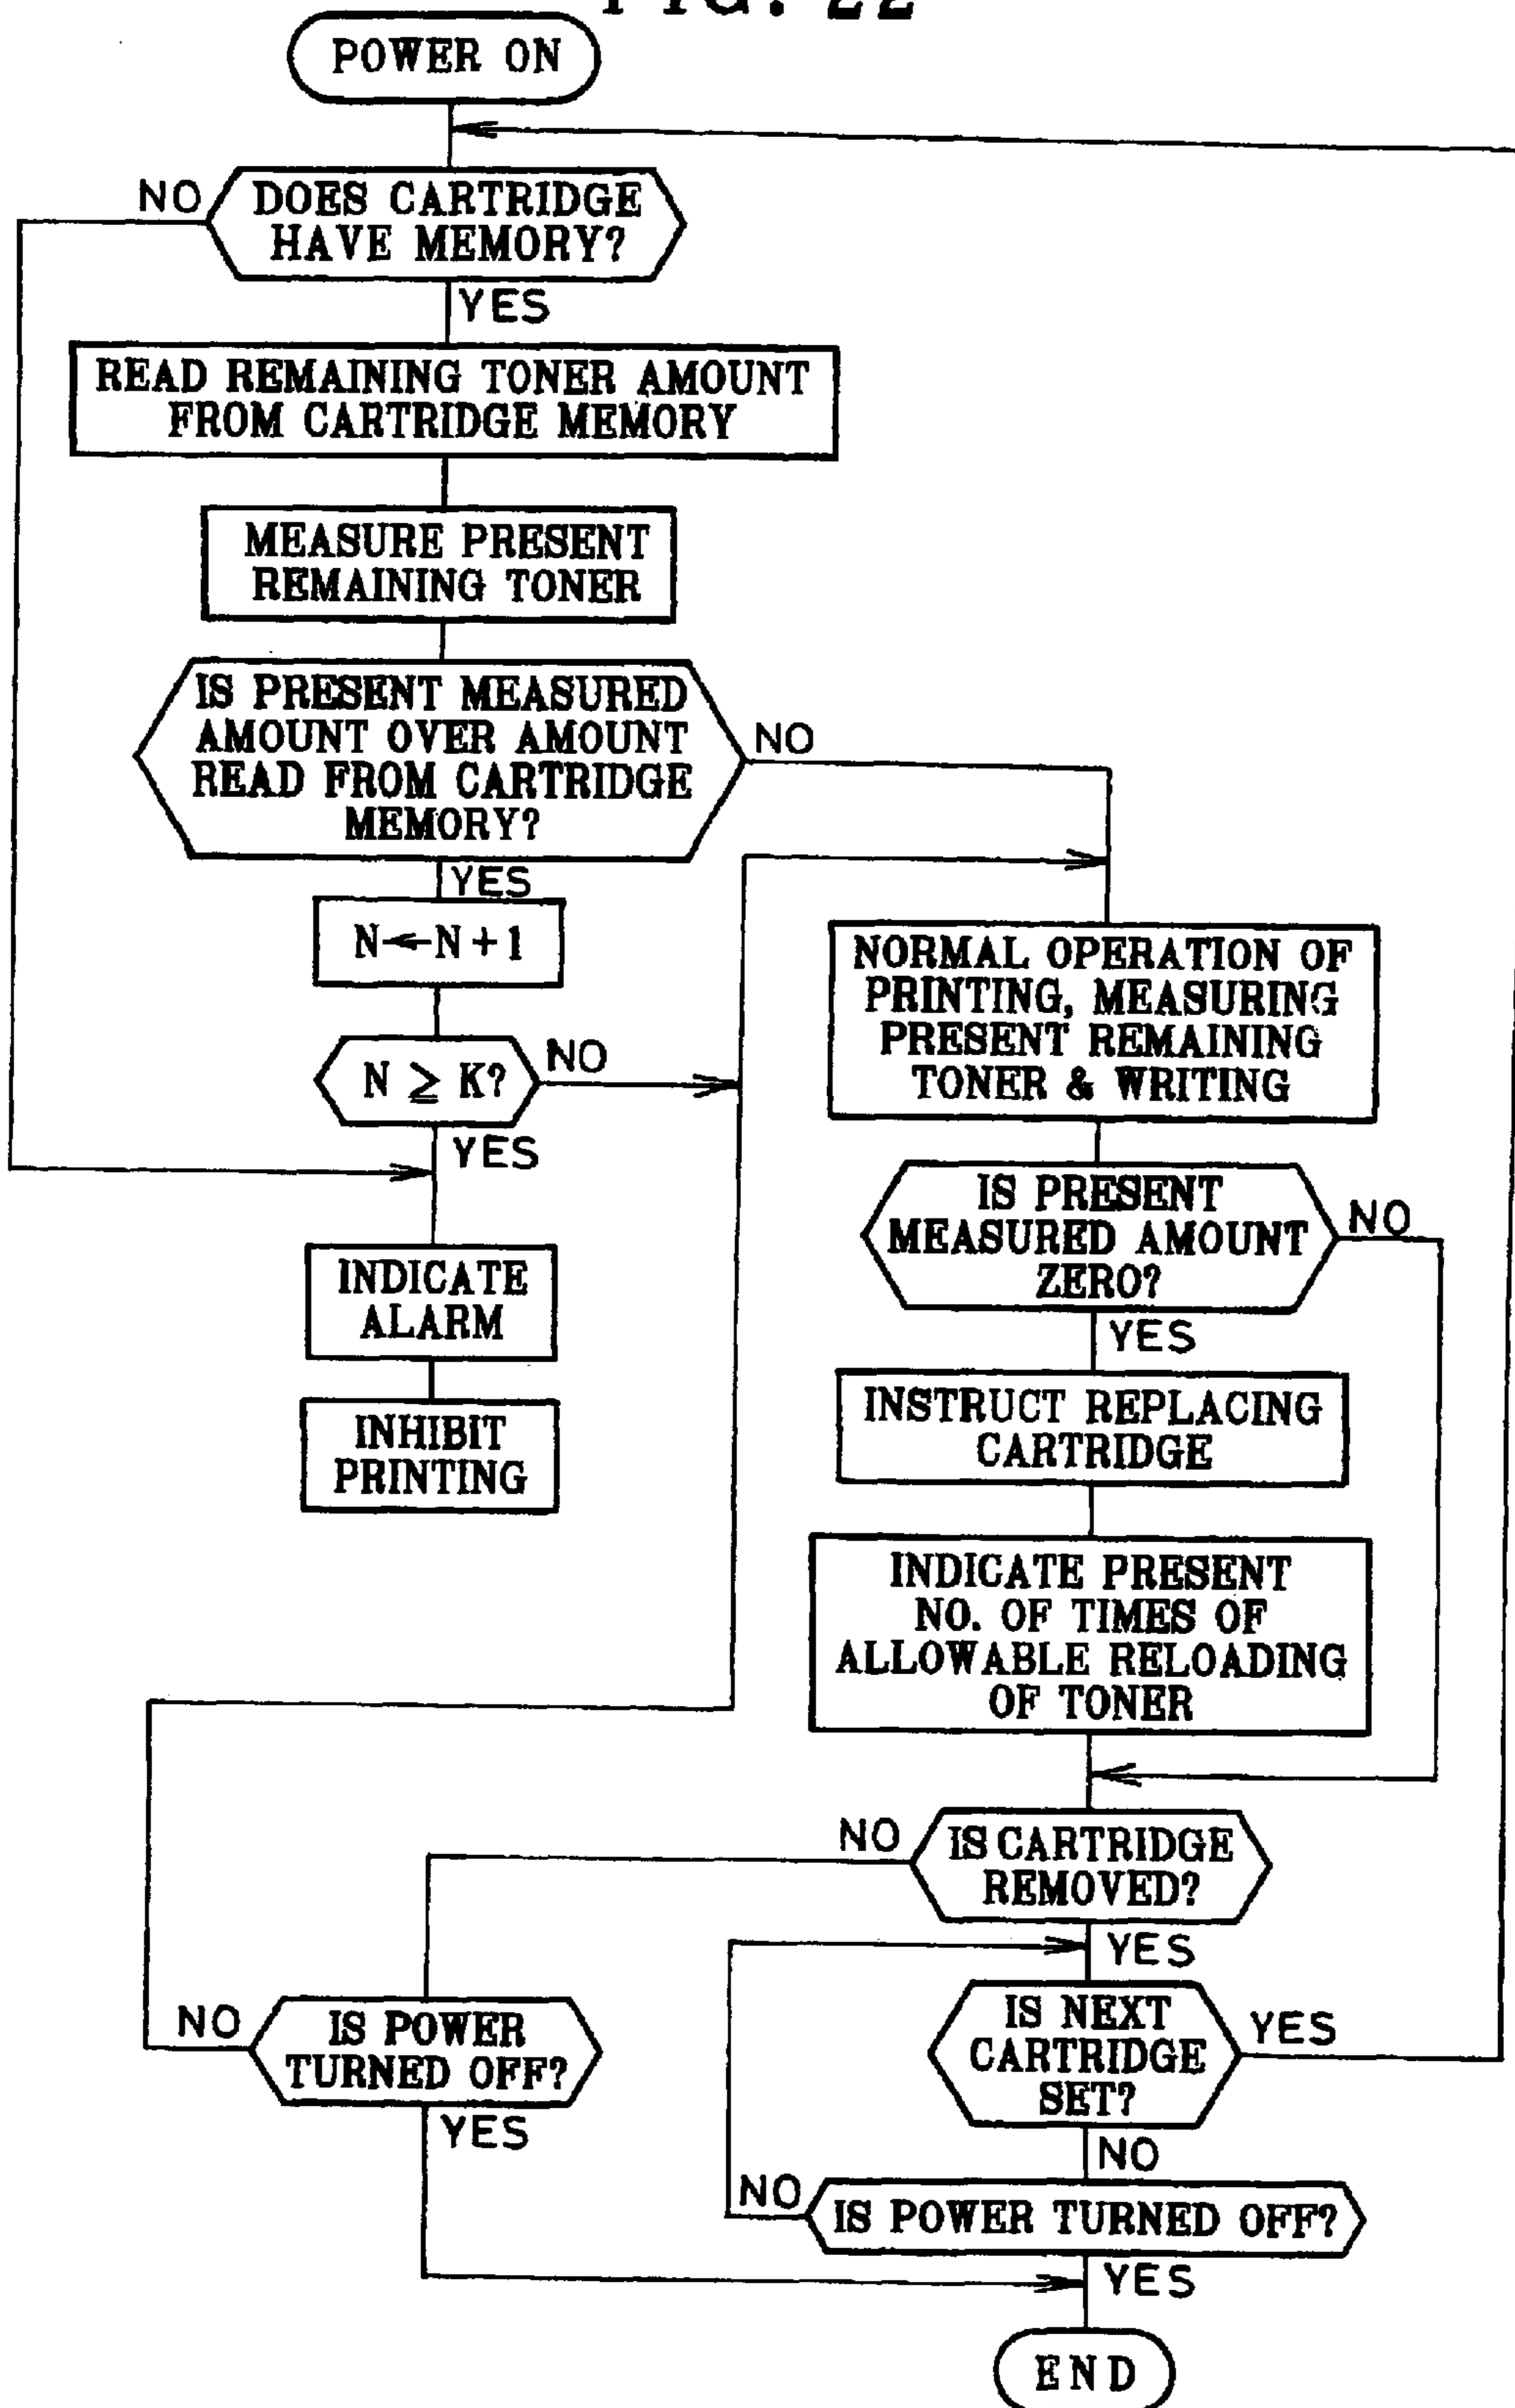 FIG. 22
POWER ON
NO
DOES CARTRIDGE
HAVE MEMORY?
YES
READ REMAINING TONER AMOUNT
FROM CARTRIDGE MEMORY
MEASURE PRESENT
REMAINING TONER
IS PRESENT MEASURED
AMOUNT OVER AMOUNT
READ FROM CARTRIDGE
MEMORY?
NO
YES
N←N+1
N ≧ K?
NO
YES
INDICATE
ALARM
INHIBIT
PRINTING
NORMAL OPERATION OF
PRINTING, MEASURING
PRESENT REMAINING
TONER & WRITING
IS PRESENT
MEASURED AMOUNT
ZERO?
NO
YES
INSTRUCT REPLACING
CARTRIDGE
INDICATE PRESENT
NO. OF TIMES OF
ALLOWABLE RELOADING
OF TONER
NO
IS CARTRIDGE
REMOVED?
YES
NO
IS POWER
TURNED OFF?
YES
IS NEXT
CARTRIDGE
SET?
YES
NO
NO
IS POWER TURNED OFF?
YES
END